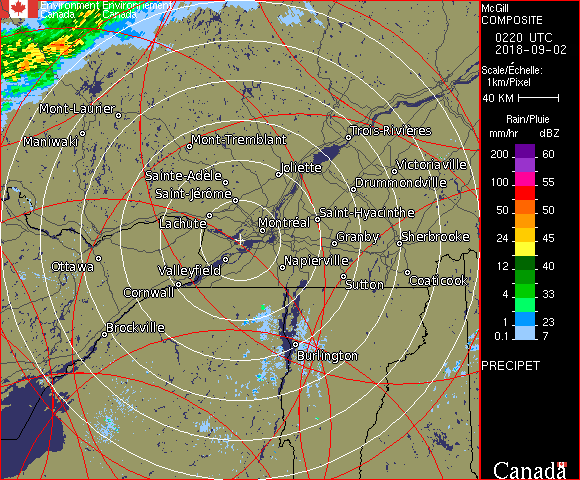 Environment Environnement
Canada Canada
McGill
COMPOSITE
0220 UTC
2018-09-02
Scale/Échelle:
1km/Pixel
40 KM
Rain/Pluie
mm/hr dBZ
200 60
100 55
50 50
24 45
12 40
4 33
1 23
0.1 7
PRECIPET
Canada
Mont-Laurier
Maniwaki
Mont-Tremblant
Trois-Rivières
Sainte-Adèle
Joliette
Victoriaville
Saint-Jérôme
Drummondville
Lachute
Montréal
Saint-Hyacinthe
Granby
Sherbrooke
Ottawa
Valleyfield
Napierville
Cornwall
Sutton
Coaticook
Brockville
Burlington